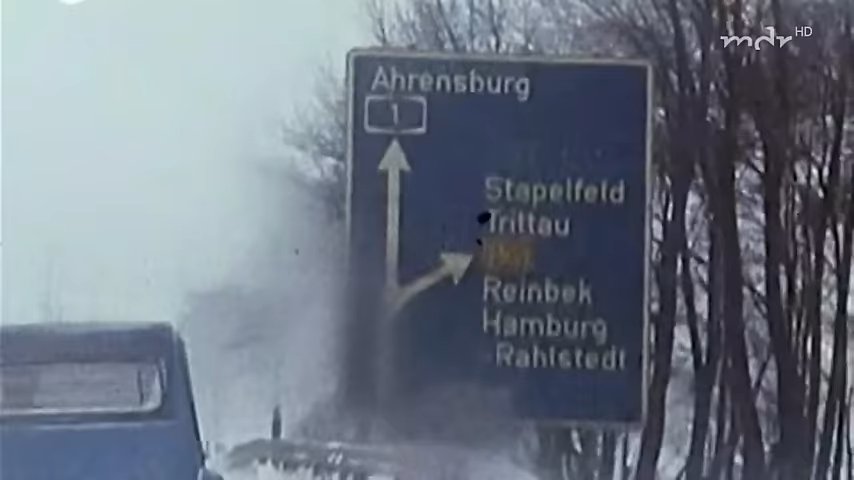 mdr HD
Ahrensburg
1
Stapelfeld
Trittau
Reinbek
Hamburg
-Rahlstedt